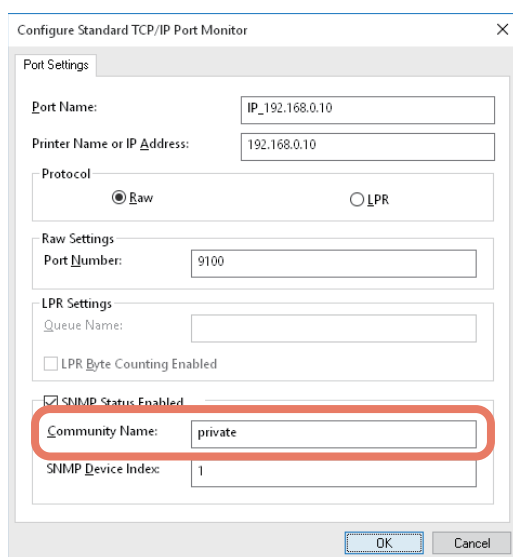 Configure Standard TCP/IP Port Monitor
Port Settings
Port Name: IP_192.168.0.10
Printer Name or IP Address: 192.168.0.10
Protocol
Raw LPR
Raw Settings
Port Number: 9100
LPR Settings
Queue Name:
LPR Byte Counting Enabled
SNMP Status Enabled
Community Name: private
SNMP Device Index: 1
OK Cancel